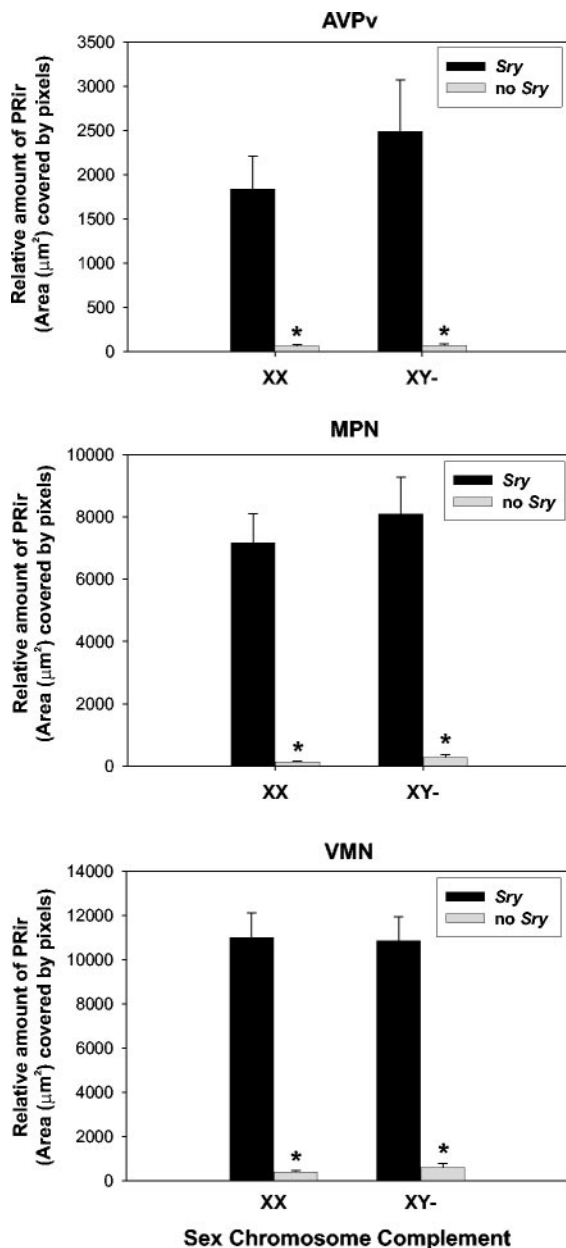 AVPv
Relative amount of PRir
(Area (μm²) covered by pixels)
3500
3000
2500
2000
1500
1000
500
0
Sry
no Sry
*
*
XX
XY-
MPN
Relative amount of PRir
(Area (μm²) covered by pixels)
10000
8000
6000
4000
2000
0
Sry
no Sry
*
*
XX
XY-
VMN
Relative amount of PRir
(Area (μm²) covered by pixels)
14000
12000
10000
8000
6000
4000
2000
0
Sry
no Sry
*
*
XX
XY-
Sex Chromosome Complement